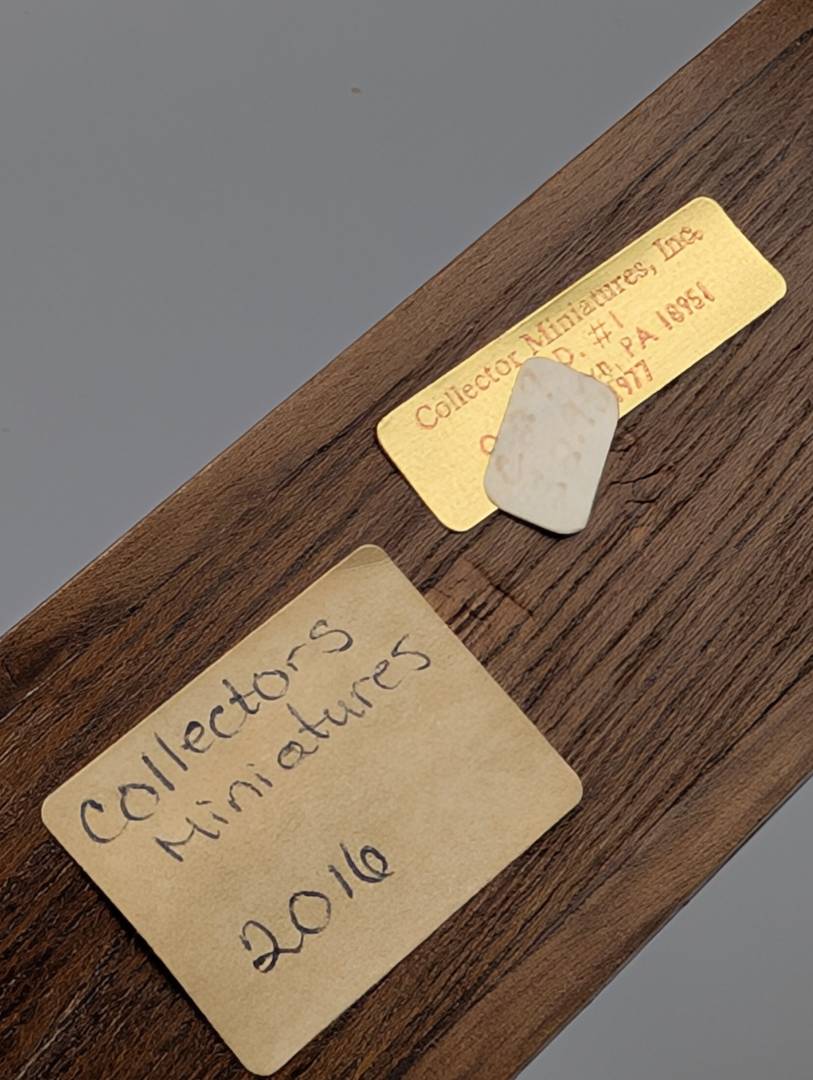 Collector Miniatures, Inc.
D. #1
PA 18951
1977
Collectors
Miniatures
2016